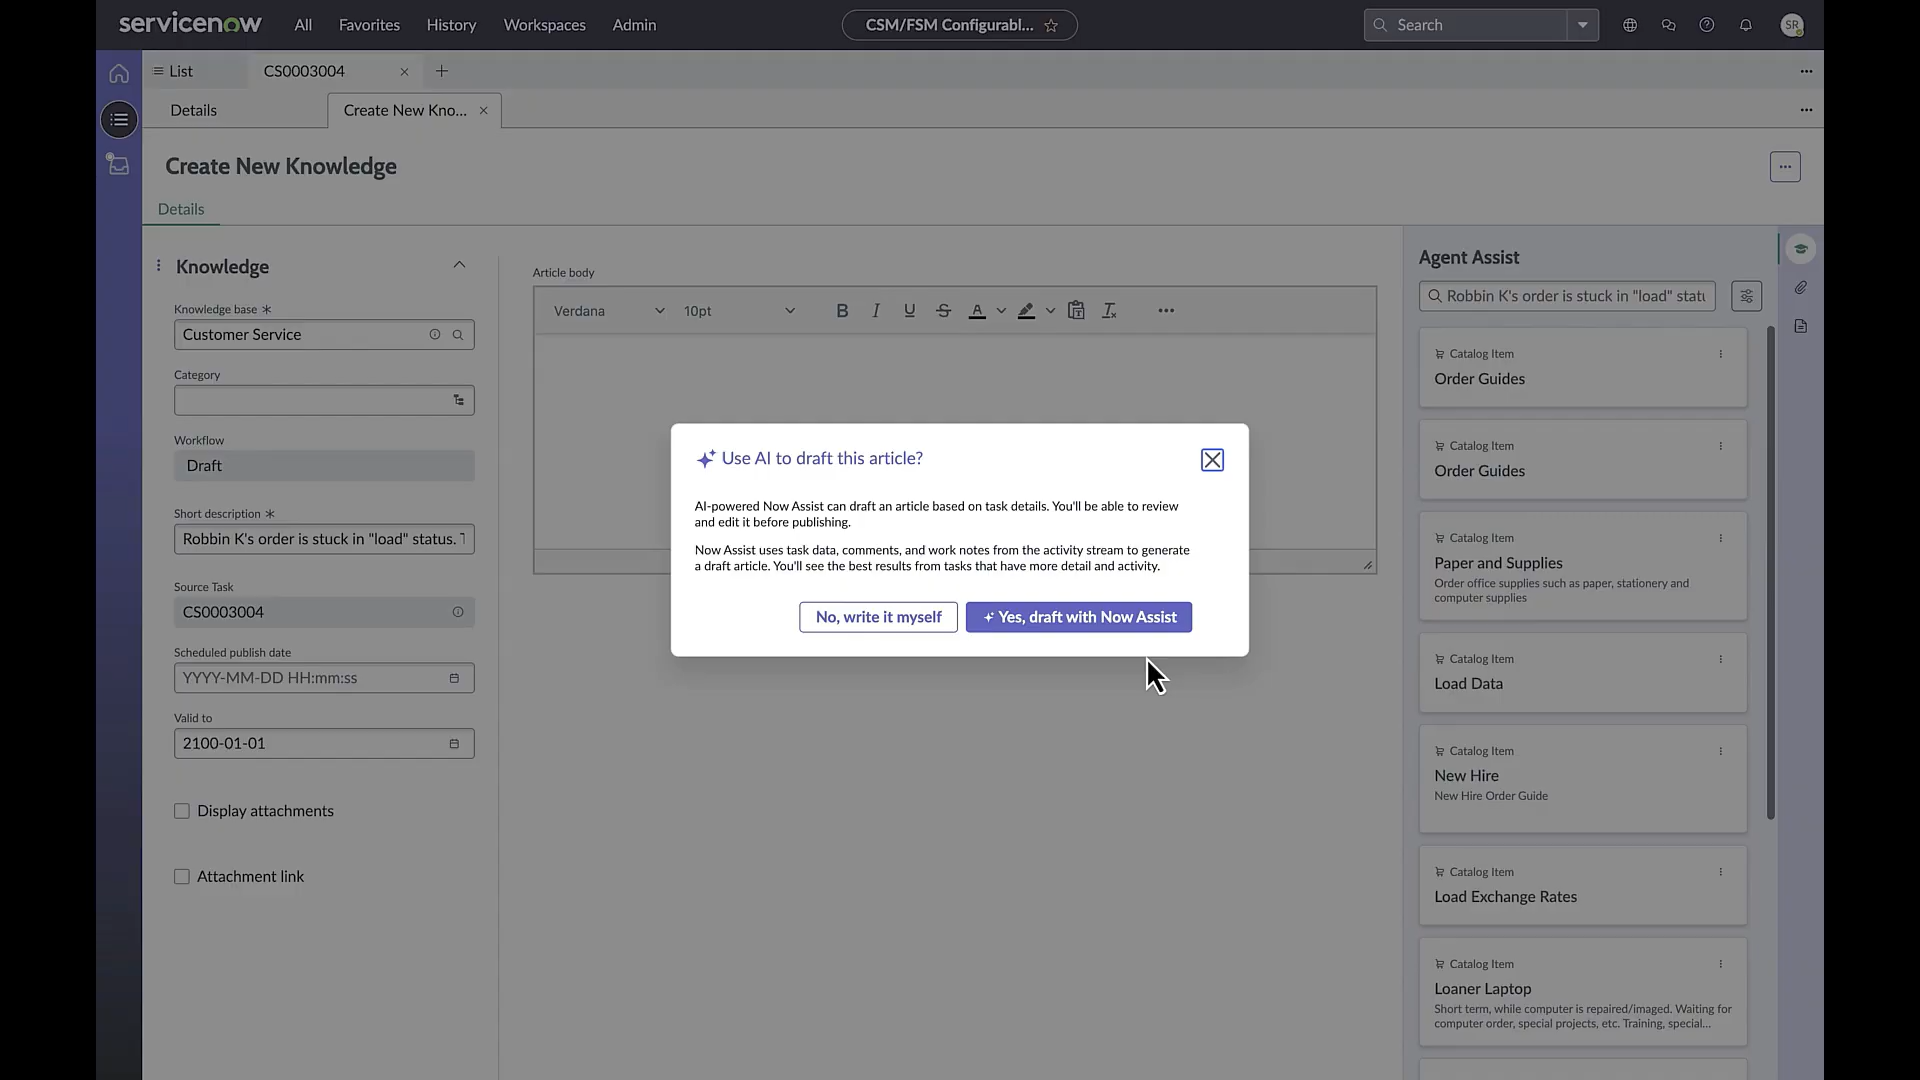 servicenow All Favorites History Workspaces Admin CSM/FSM Configurabl... Search SR
List CS0003004
Details Create New Kno...
Create New Knowledge
Details
Knowledge
Knowledge base *
Customer Service
Category
Workflow
Draft
Short description *
Robbin K's order is stuck in "load" status.
Source Task
CS0003004
Scheduled publish date
YYYY-MM-DD HH:mm:ss
Valid to
2100-01-01
Display attachments
Attachment link
Article body
Verdana 10pt
Use AI to draft this article?
AI-powered Now Assist can draft an article based on task details. You'll be able to review
and edit it before publishing.
Now Assist uses task data, comments, and work notes from the activity stream to generate
a draft article. You'll see the best results from tasks that have more detail and activity.
No, write it myself Yes, draft with Now Assist
Agent Assist
Robbin K's order is stuck in "load" statu
Catalog Item
Order Guides
Catalog Item
Order Guides
Catalog Item
Paper and Supplies
Order office supplies such as paper, stationery and
computer supplies
Catalog Item
Load Data
Catalog Item
New Hire
New Hire Order Guide
Catalog Item
Load Exchange Rates
Catalog Item
Loaner Laptop
Short term, while computer is repaired/imaged. Waiting for
computer order, special projects, etc. Training, special...